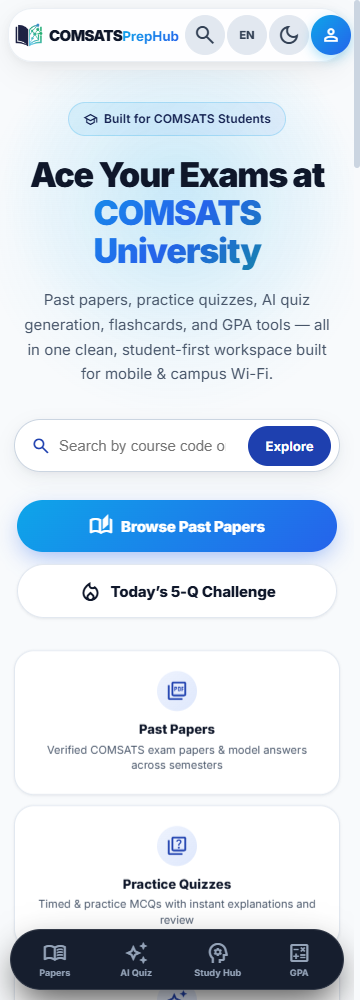 COMSATSPrepHub EN
Built for COMSATS Students
Ace Your Exams at
COMSATS
University
Past papers, practice quizzes, AI quiz
generation, flashcards, and GPA tools — all
in one clean, student-first workspace built
for mobile & campus Wi-Fi.
Search by course code o
Explore
Browse Past Papers
Today’s 5-Q Challenge
PDF
Past Papers
Verified COMSATS exam papers & model answers
across semesters
?
Practice Quizzes
Timed & practice MCQs with instant explanations and
review
Papers AI Quiz Study Hub GPA